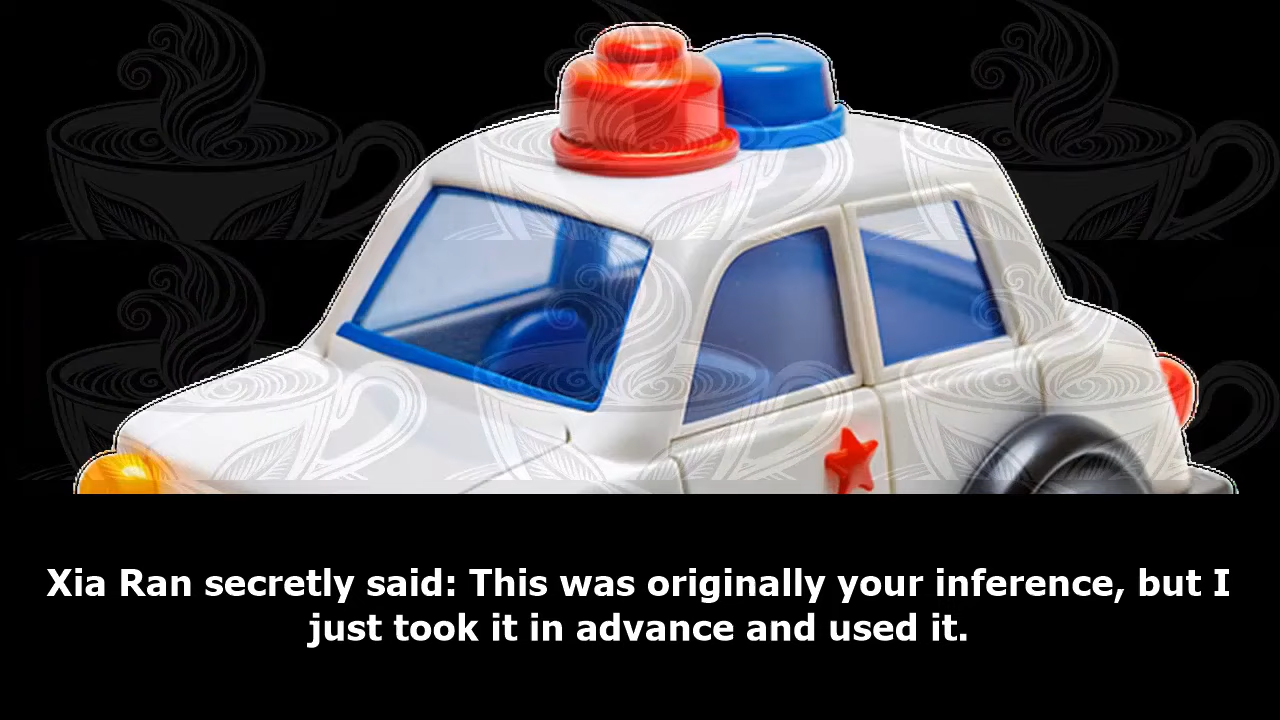 Xia Ran secretly said: This was originally your inference, but I
just took it in advance and used it.